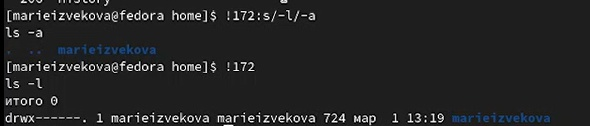 [marieizvekova@fedora home]$ !172:s/-l/-a
ls -a
. .. marieizvekova
[marieizvekova@fedora home]$ !172
ls -l
итого 0
drwx------. 1 marieizvekova marieizvekova 724 мар 1 13:19 marieizvekova